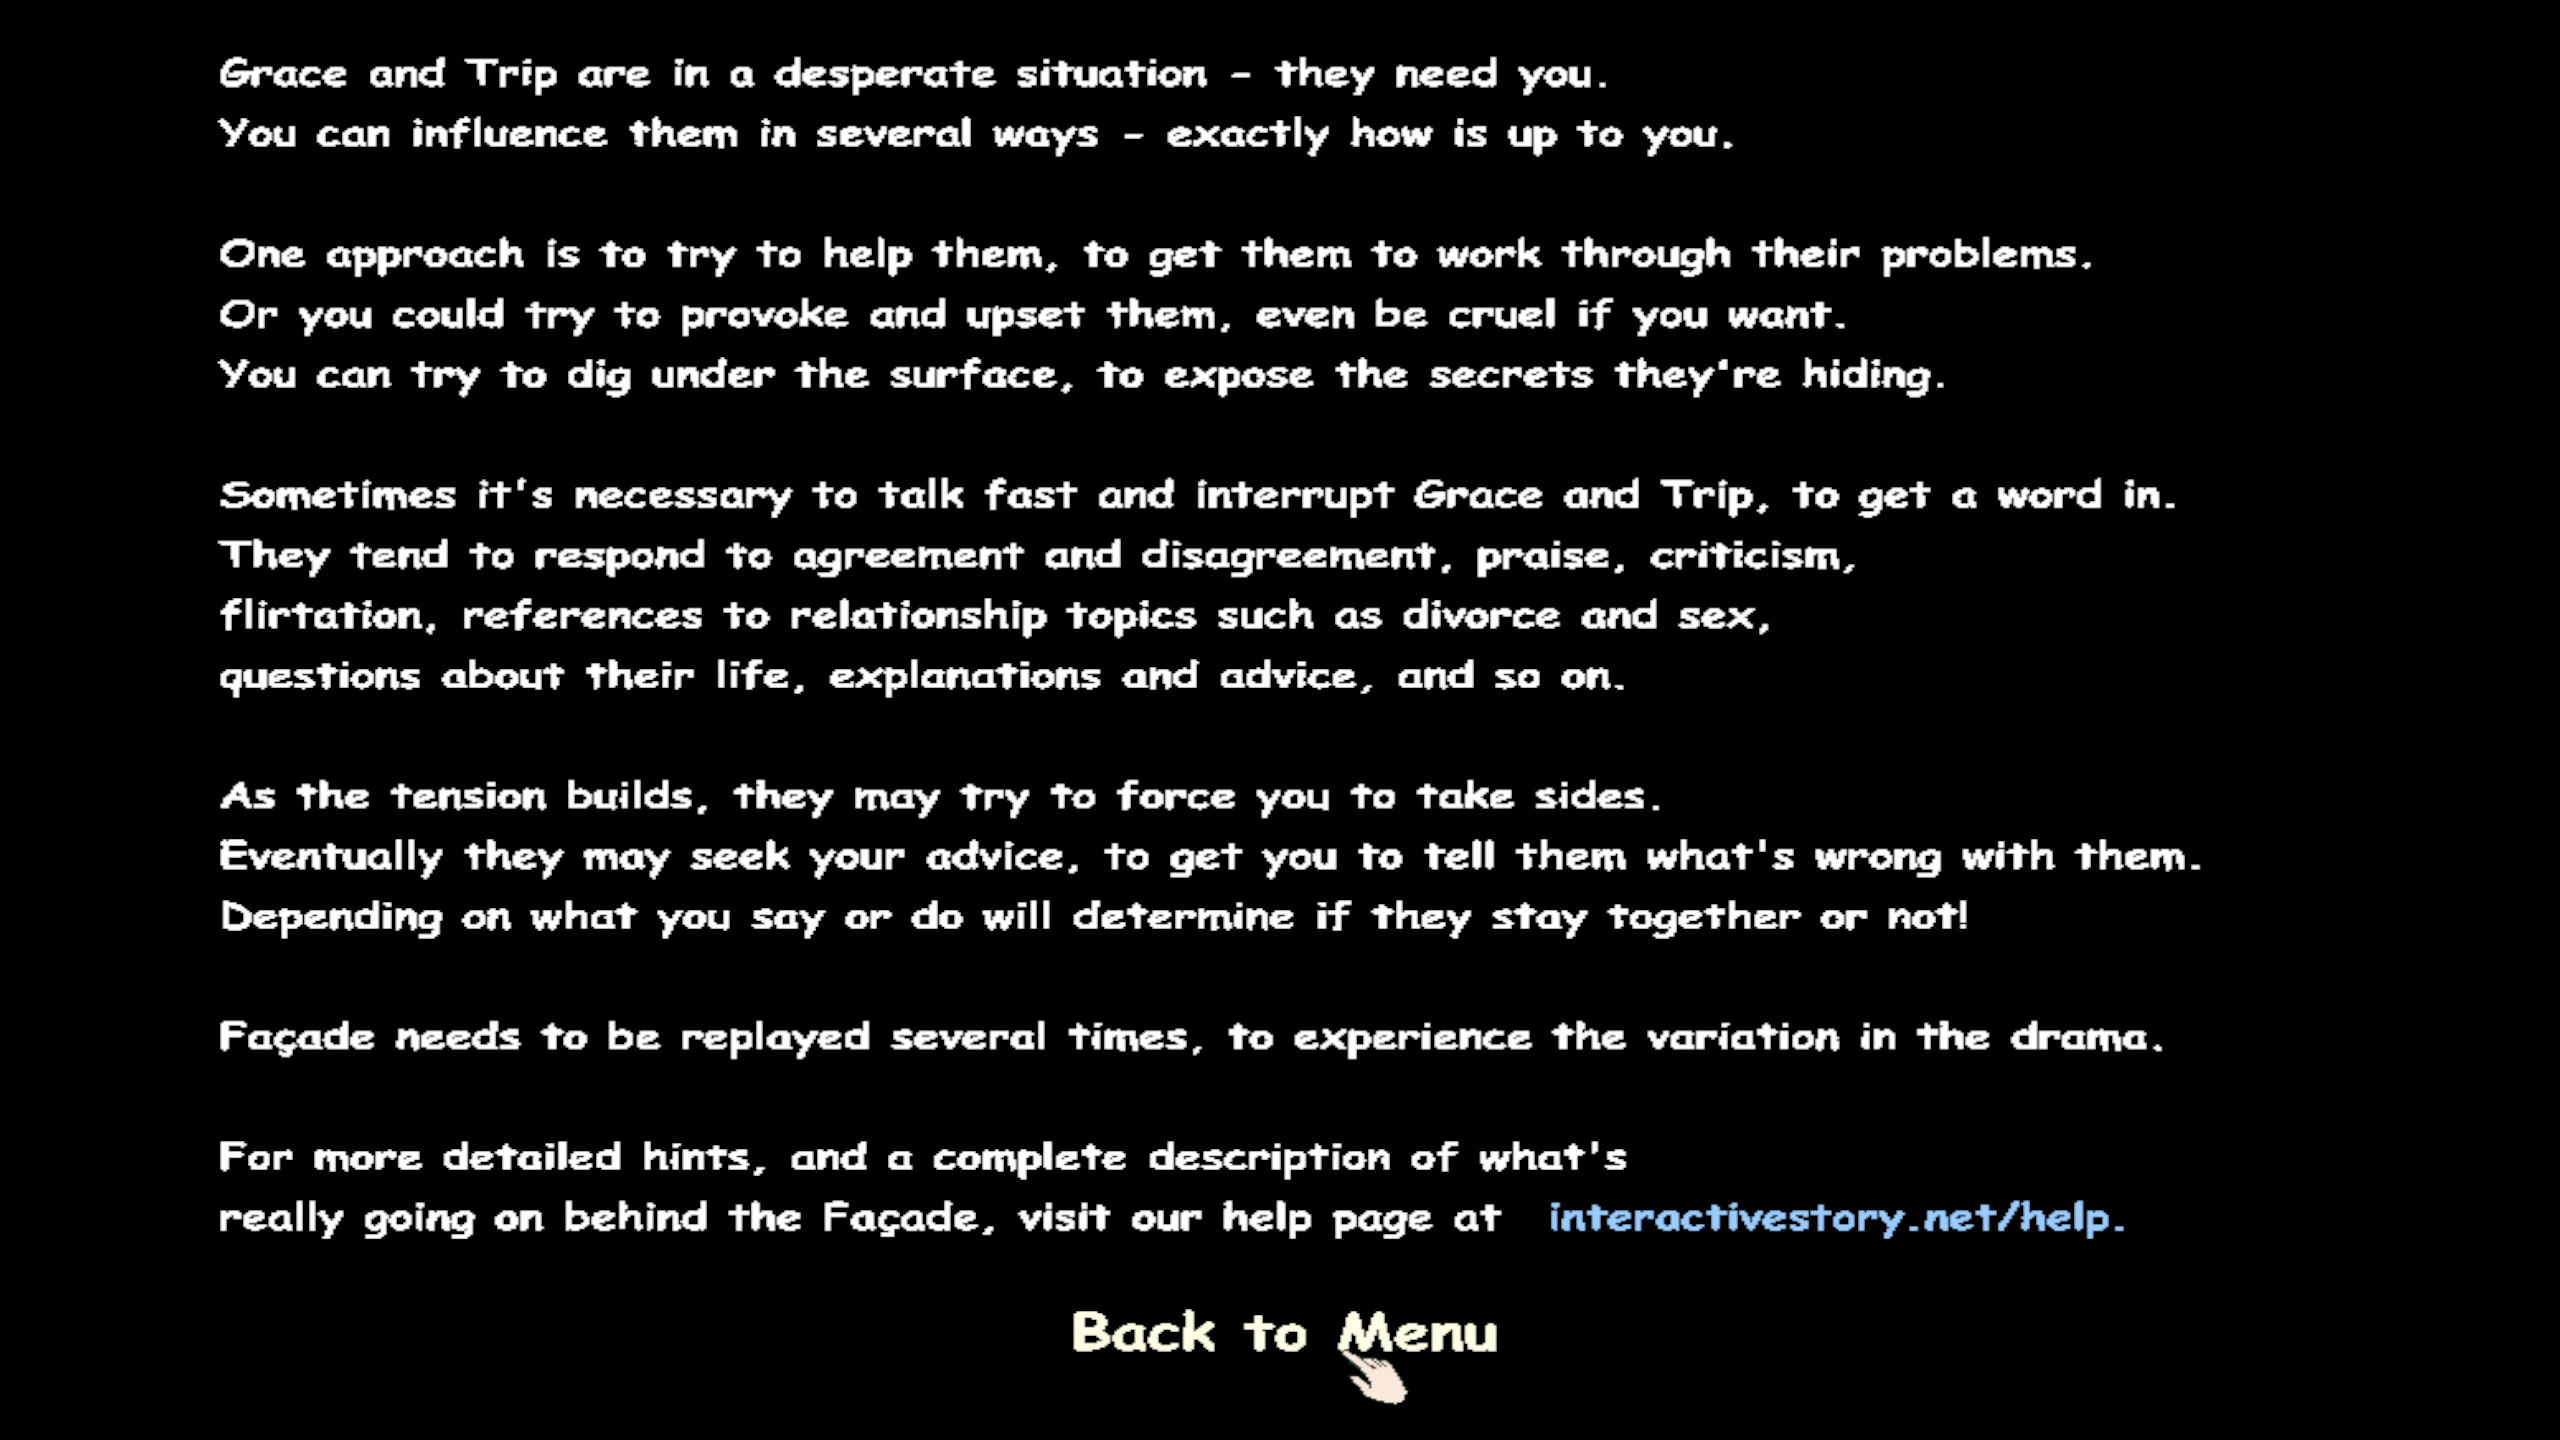 Grace and Trip are in a desperate situation - they need you.
You can influence them in several ways - exactly how is up to you.
One approach is to try to help them, to get them to work through their problems.
Or you could try to provoke and upset them, even be cruel if you want.
You can try to dig under the surface, to expose the secrets they're hiding.
Sometimes it's necessary to talk fast and interrupt Grace and Trip, to get a word in.
They tend to respond to agreement and disagreement, praise, criticism,
flirtation, references to relationship topics such as divorce and sex,
questions about their life, explanations and advice, and so on.
As the tension builds, they may try to force you to take sides.
Eventually they may seek your advice, to get you to tell them what's wrong with them.
Depending on what you say or do will determine if they stay together or not!
Façade needs to be replayed several times, to experience the variation in the drama.
For more detailed hints, and a complete description of what's
really going on behind the Façade, visit our help page at interactivestory.net/help.
Back to Menu